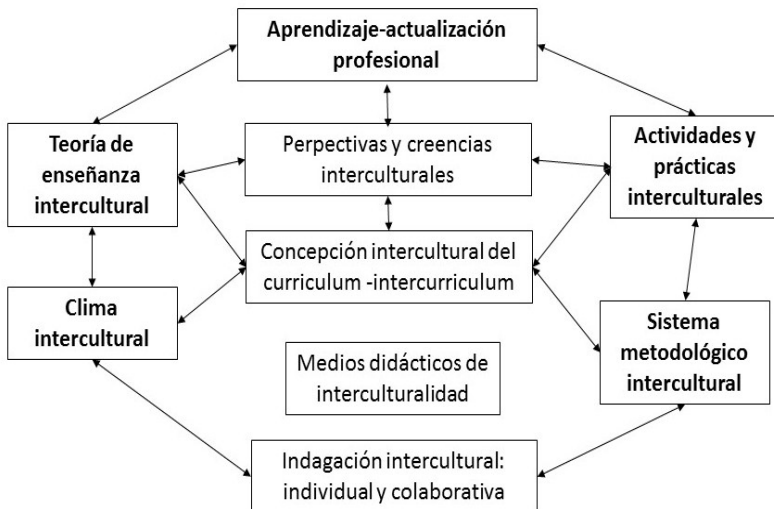 Aprendizaje-actualización
profesional
Teoría de
enseñanza
intercultural
Perpectivas y creencias
interculturales
Actividades y
prácticas
interculturales
Concepción intercultural del
curriculum -intercurriculum
Clima
intercultural
Sistema
metodológico
intercultural
Medios didácticos de
interculturalidad
Indagación intercultural:
individual y colaborativa